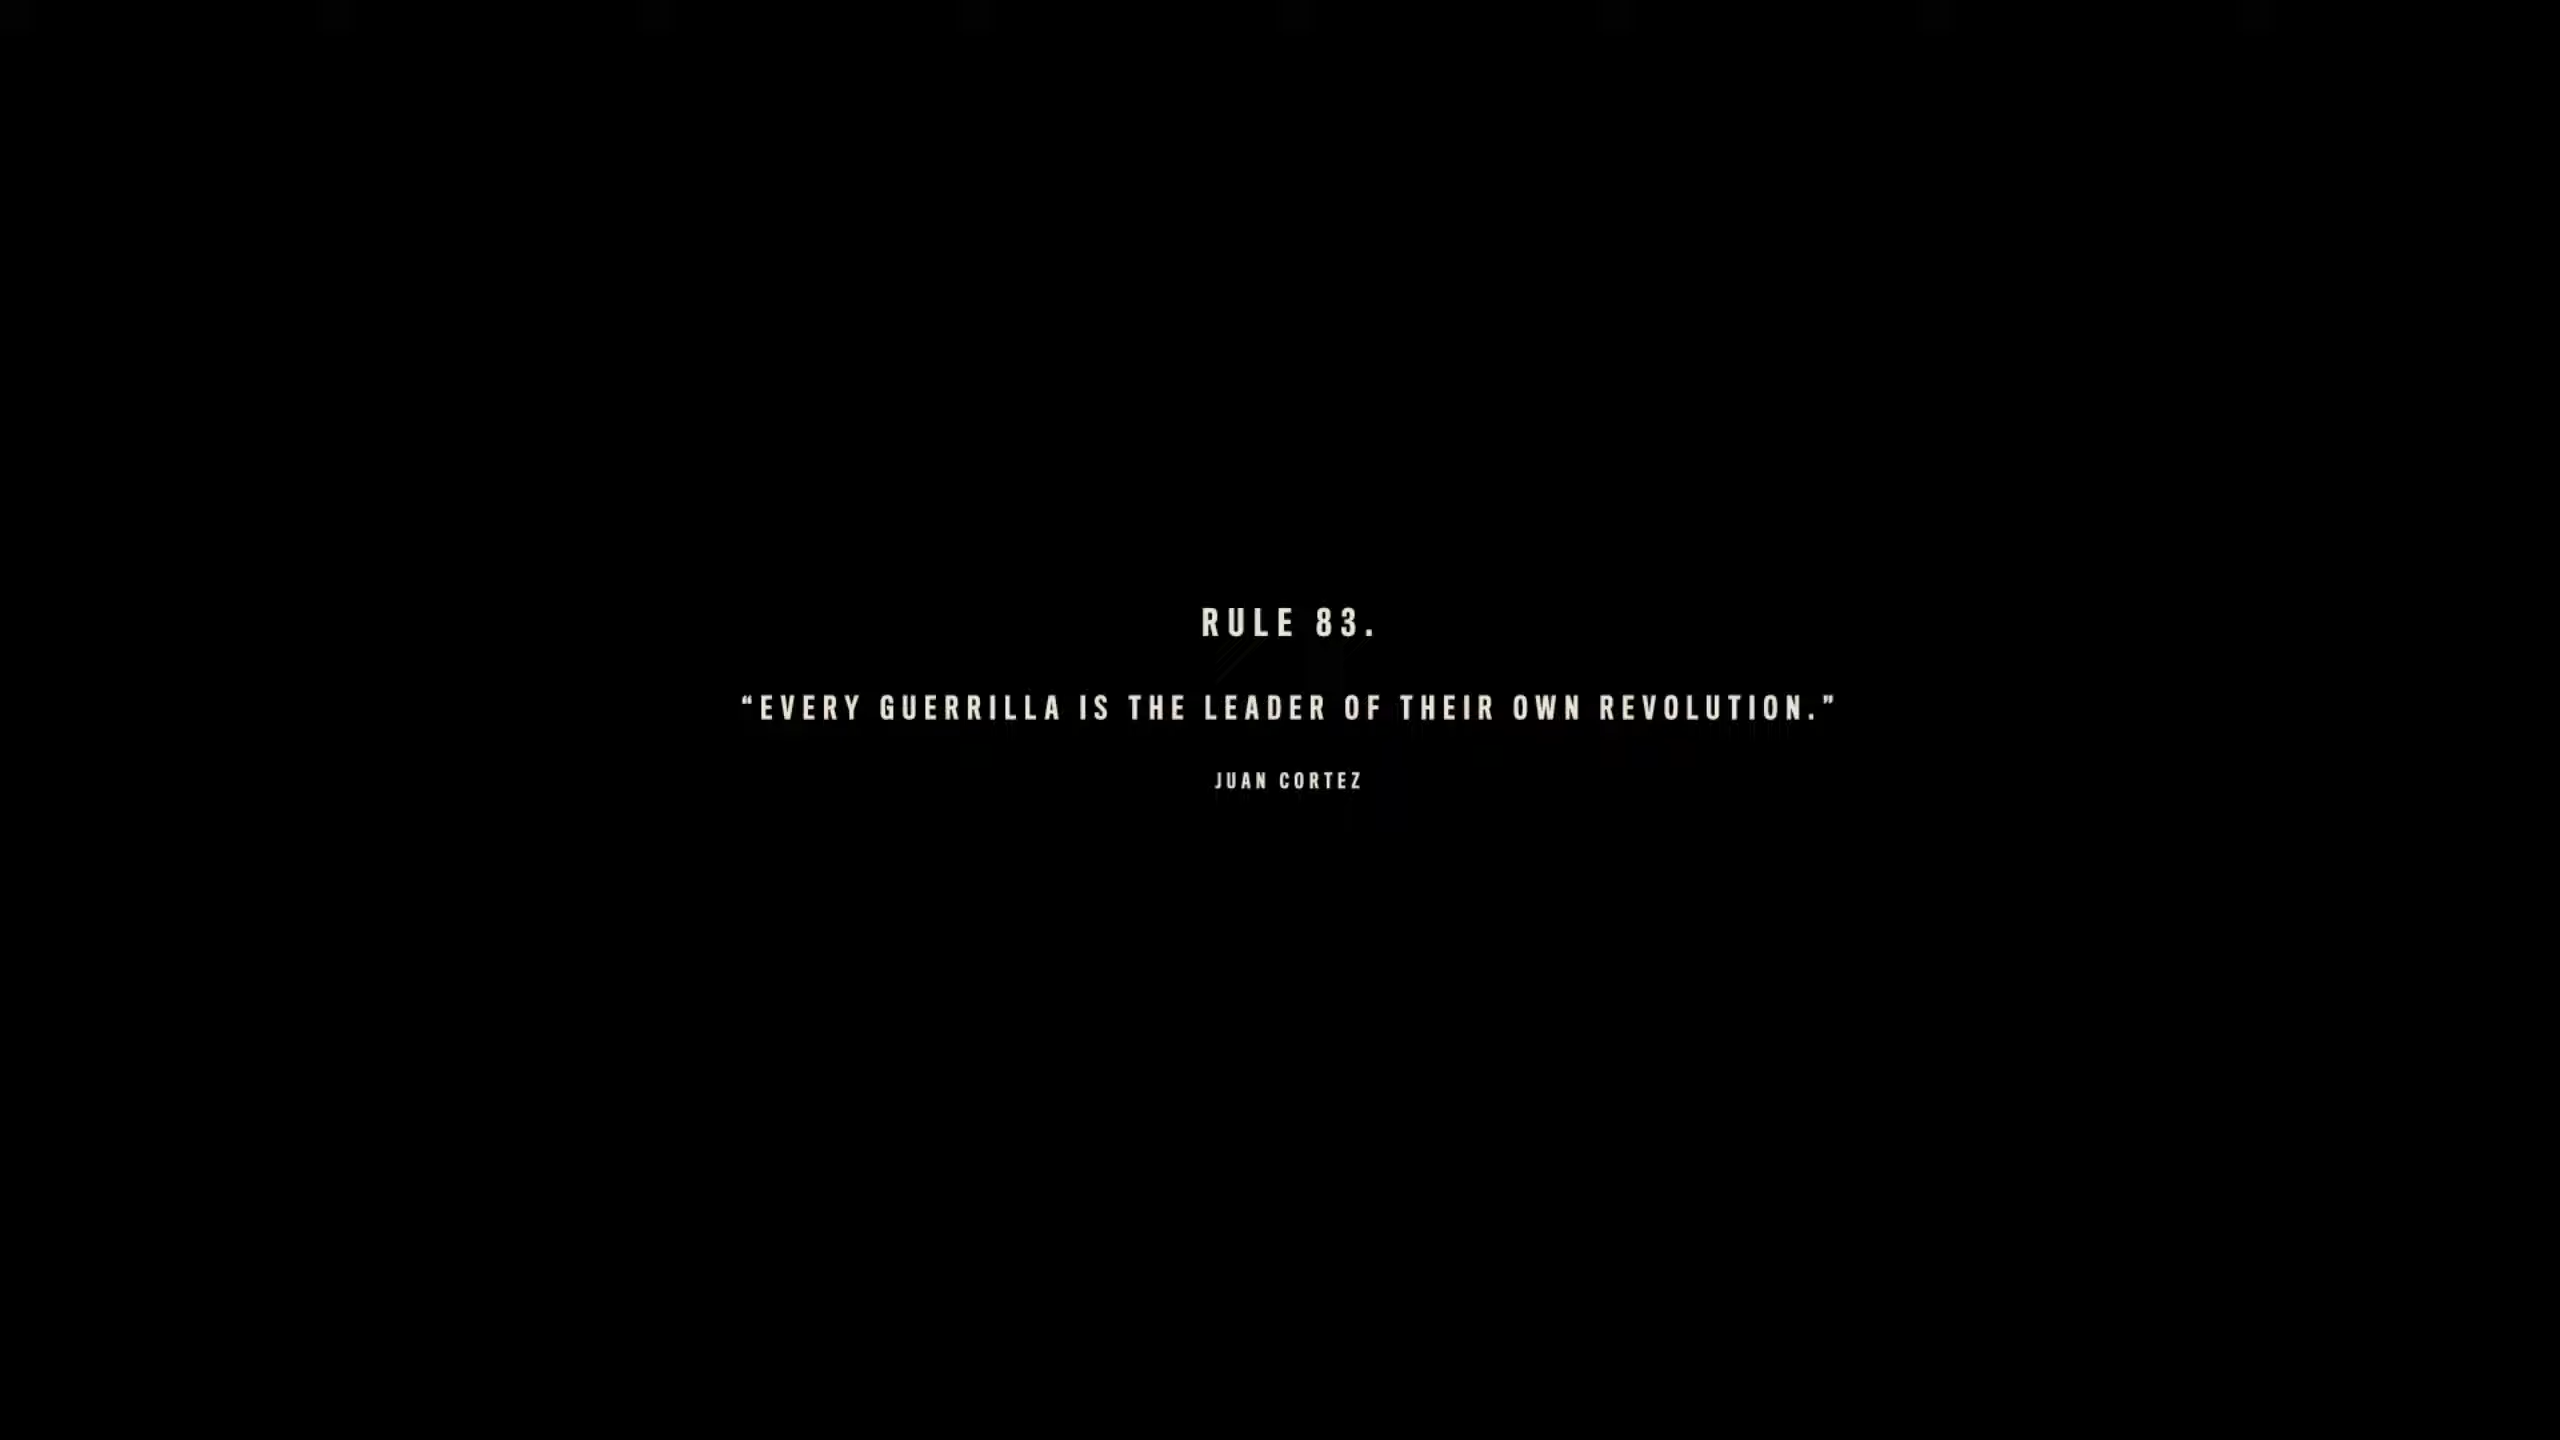 RULE 83.
“EVERY GUERRILLA IS THE LEADER OF THEIR OWN REVOLUTION.”
JUAN CORTEZ